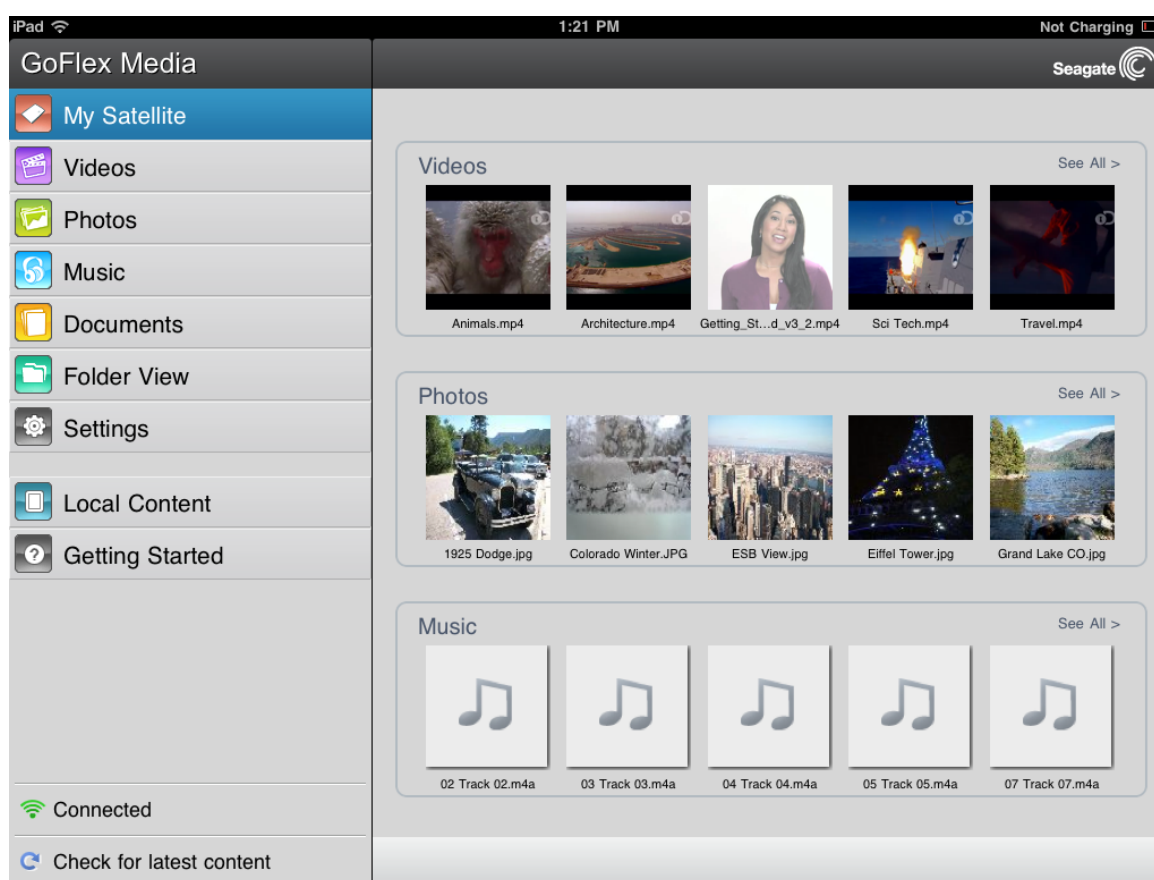 iPad 1:21 PM Not Charging
GoFlex Media
Seagate
My Satellite
Videos
Photos
Music
Documents
Folder View
Settings
Local Content
Getting Started
Connected
Check for latest content
Videos See All >
Animals.mp4 Architecture.mp4 Getting_St...d_v3_2.mp4 Sci Tech.mp4 Travel.mp4
Photos See All >
1925 Dodge.jpg Colorado Winter.JPG ESB View.jpg Eiffel Tower.jpg Grand Lake CO.jpg
Music See All >
02 Track 02.m4a 03 Track 03.m4a 04 Track 04.m4a 05 Track 05.m4a 07 Track 07.m4a